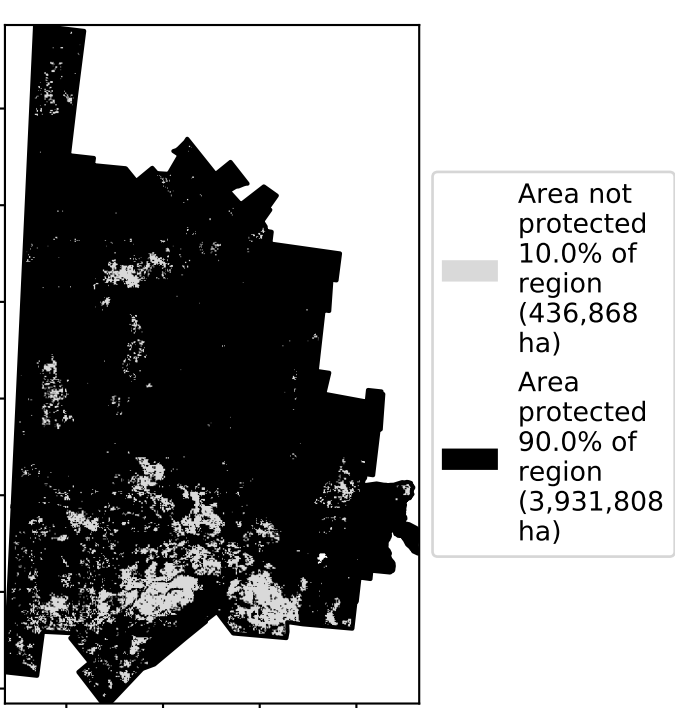 Area not
protected
10.0% of
region
(436,868
ha)
Area
protected
90.0% of
region
(3,931,808
ha)